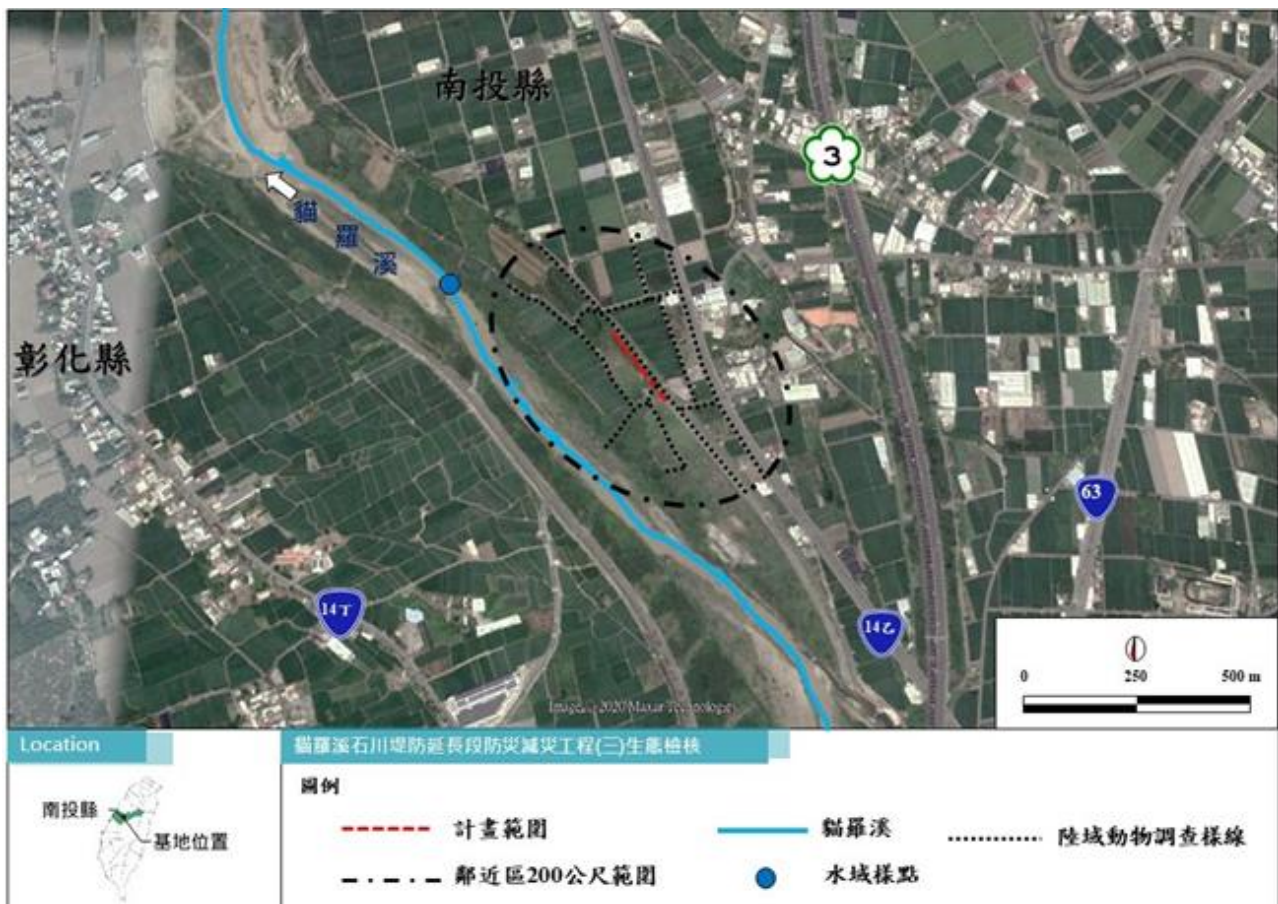 南投縣
3
貓羅溪
彰化縣
63
14丁
14乙
0 250 500 m
Image © 2020 Maxar Technologies
Location
貓羅溪石川堤防延長段防災減災工程(三)生態檢核
圖例
南投縣
基地位置
計畫範圍
貓羅溪
陸域動物調查樣線
鄰近區200公尺範圍
水域樣點